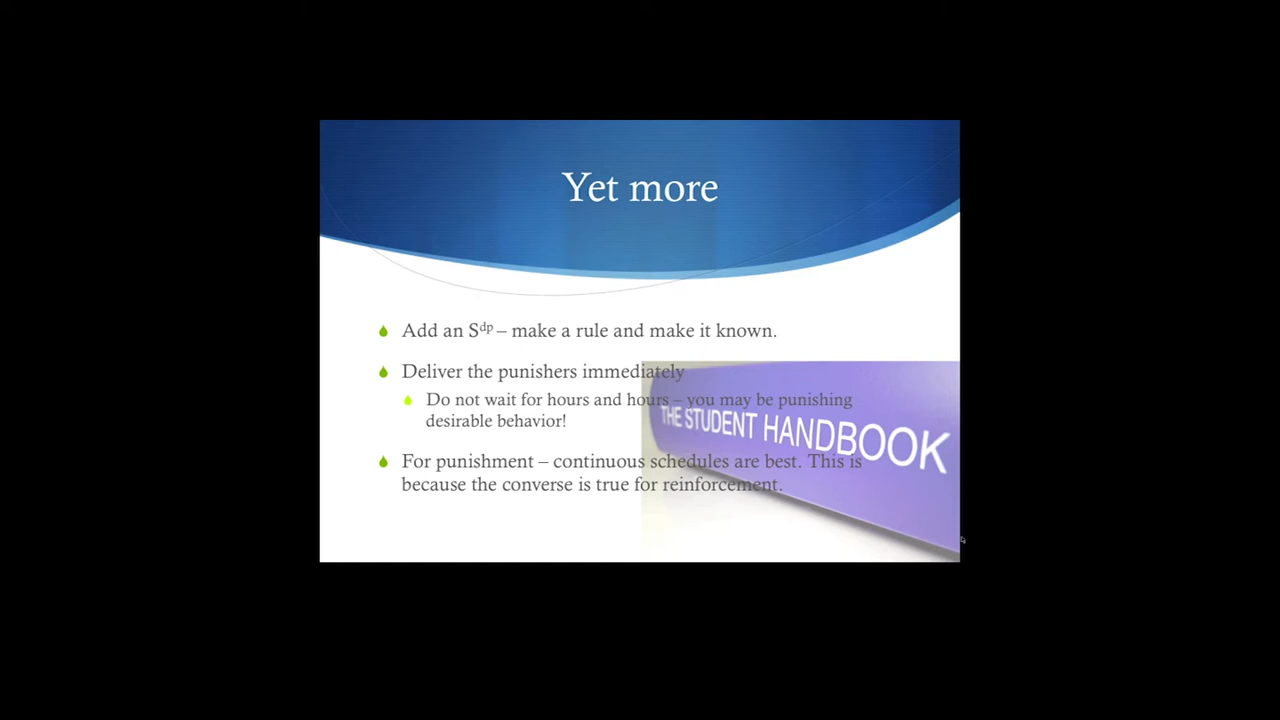 Yet more
Add an Sdp – make a rule and make it known.
Deliver the punishers immediately
Do not wait for hours and hours – you may be punishing
desirable behavior!
THE STUDENT HANDBOOK
For punishment – continuous schedules are best. This is
because the converse is true for reinforcement.